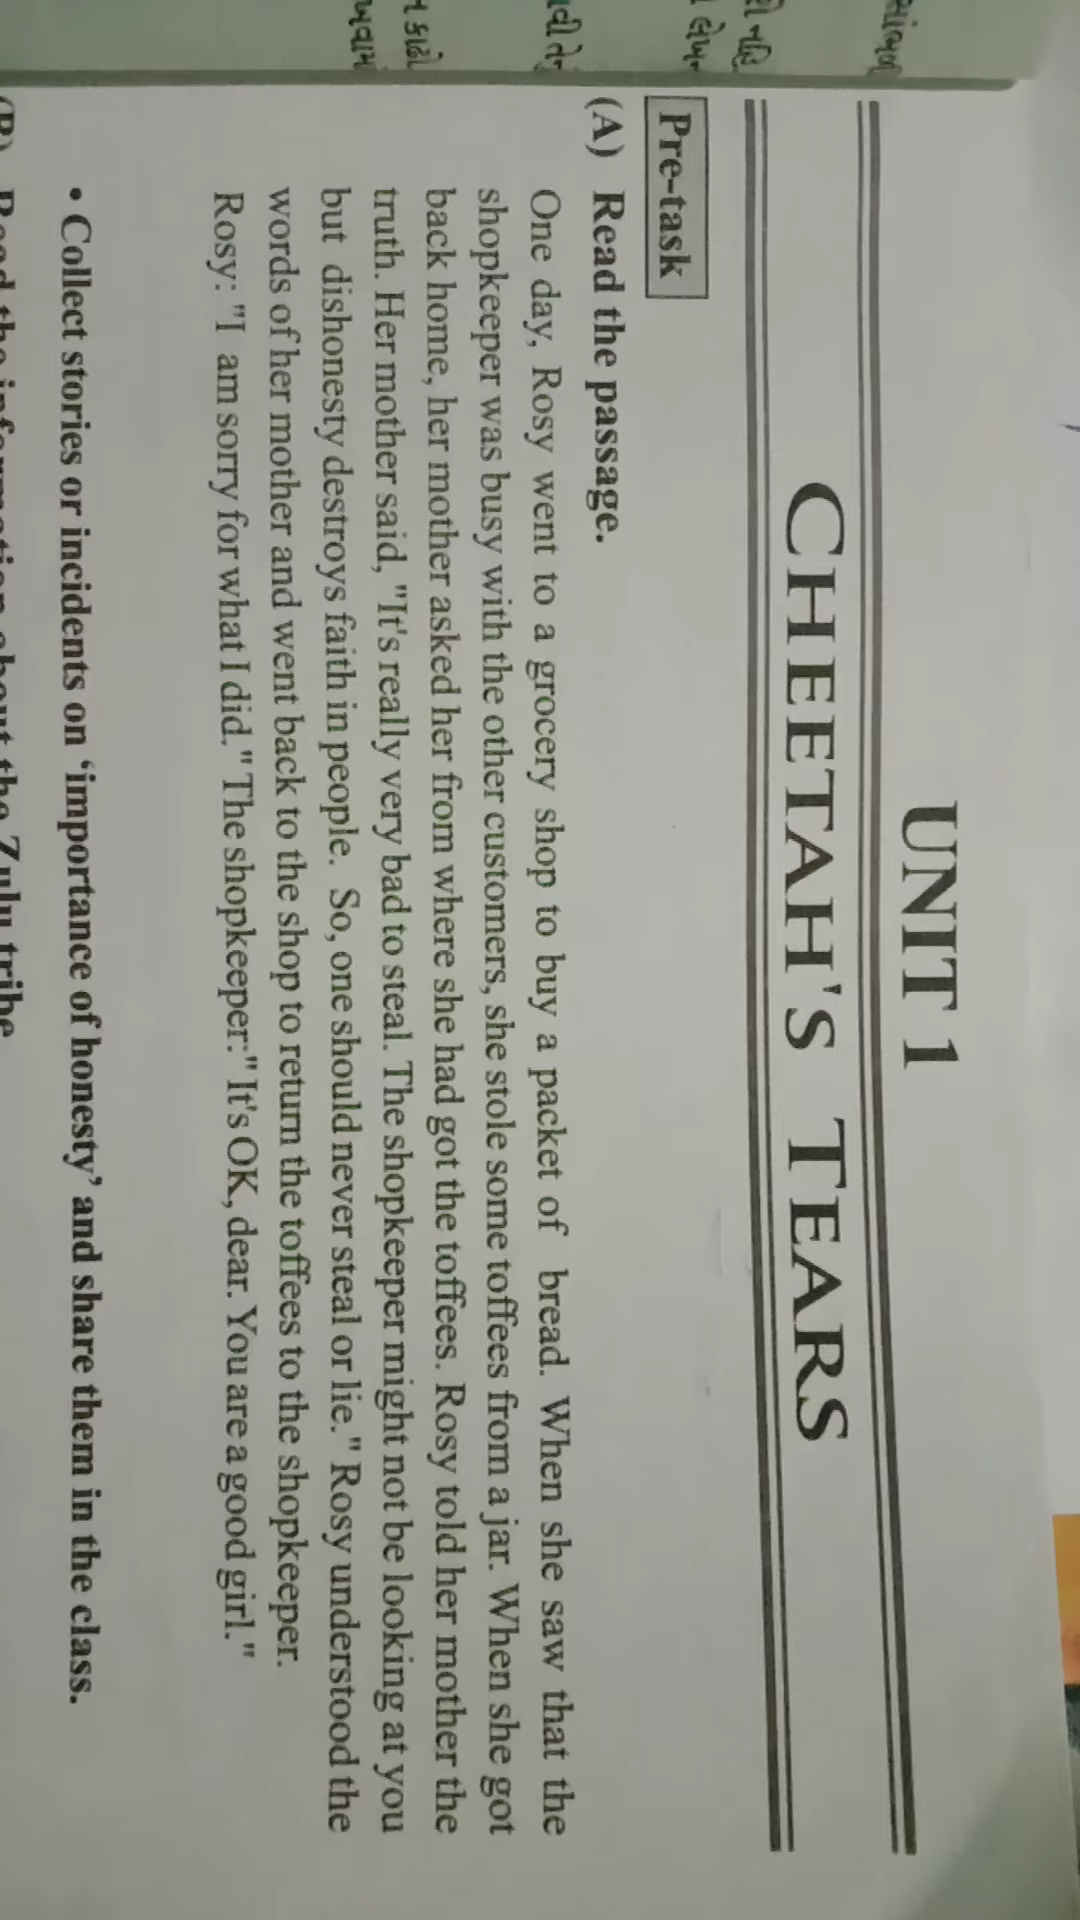 UNIT 1
CHEETAH'S TEARS
Pre-task
(A) Read the passage.
One day, Rosy went to a grocery shop to buy a packet of bread. When she saw that the
shopkeeper was busy with the other customers, she stole some toffees from a jar. When she got
back home, her mother asked her from where she had got the toffees. Rosy told her mother the
truth. Her mother said, "It's really very bad to steal. The shopkeeper might not be looking at you
but dishonesty destroys faith in people. So, one should never steal or lie." Rosy understood the
words of her mother and went back to the shop to return the toffees to the shopkeeper.
Rosy: "I am sorry for what I did." The shopkeeper:" It's OK, dear. You are a good girl."
• Collect stories or incidents on ‘importance of honesty’ and share them in the class.
(B) Read the information about the Zulu tribe